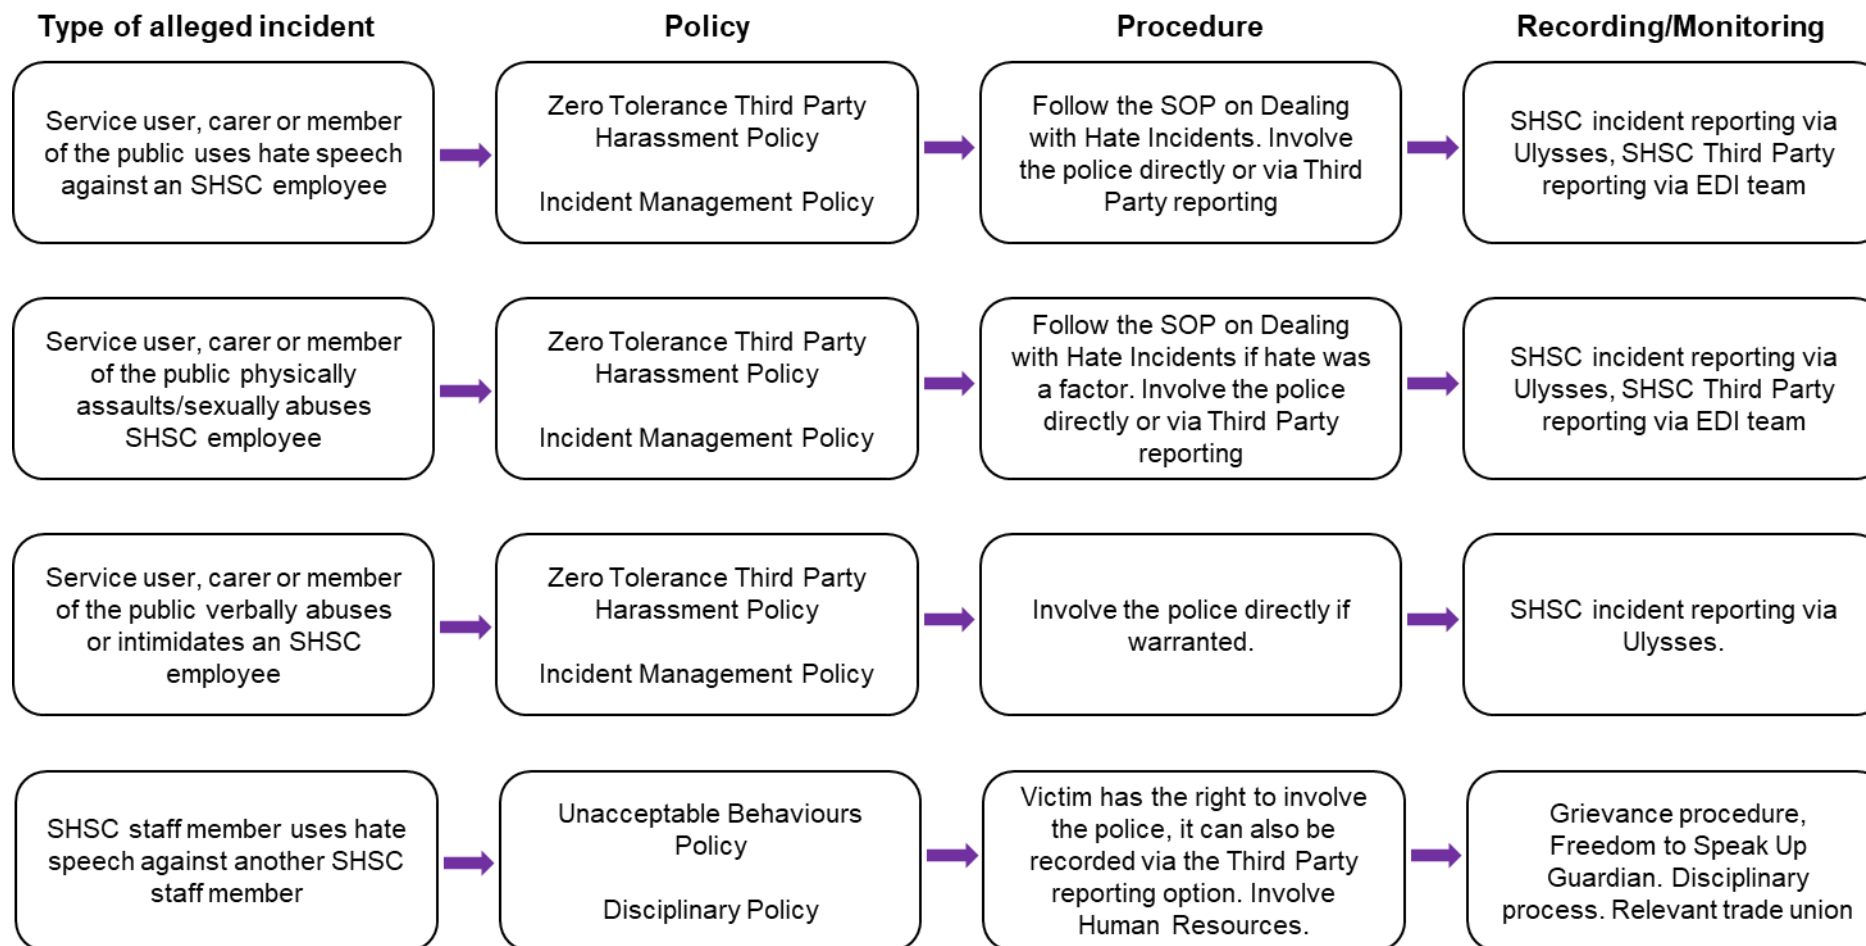 Type of alleged incident
Policy
Procedure
Recording/Monitoring
Service user, carer or member
of the public uses hate speech
against an SHSC employee
Zero Tolerance Third Party
Harassment Policy
Incident Management Policy
Follow the SOP on Dealing
with Hate Incidents. Involve
the police directly or via Third
Party reporting
SHSC incident reporting via
Ulysses, SHSC Third Party
reporting via EDI team
Service user, carer or member
of the public physically
assaults/sexually abuses
SHSC employee
Zero Tolerance Third Party
Harassment Policy
Incident Management Policy
Follow the SOP on Dealing
with Hate Incidents if hate was
a factor. Involve the police
directly or via Third Party
reporting
SHSC incident reporting via
Ulysses, SHSC Third Party
reporting via EDI team
Service user, carer or member
of the public verbally abuses
or intimidates an SHSC
employee
Zero Tolerance Third Party
Harassment Policy
Incident Management Policy
Involve the police directly if
warranted.
SHSC incident reporting via
Ulysses.
SHSC staff member uses hate
speech against another SHSC
staff member
Unacceptable Behaviours
Policy
Disciplinary Policy
Victim has the right to involve
the police, it can also be
recorded via the Third Party
reporting option. Involve
Human Resources.
Grievance procedure,
Freedom to Speak Up
Guardian. Disciplinary
process. Relevant trade union